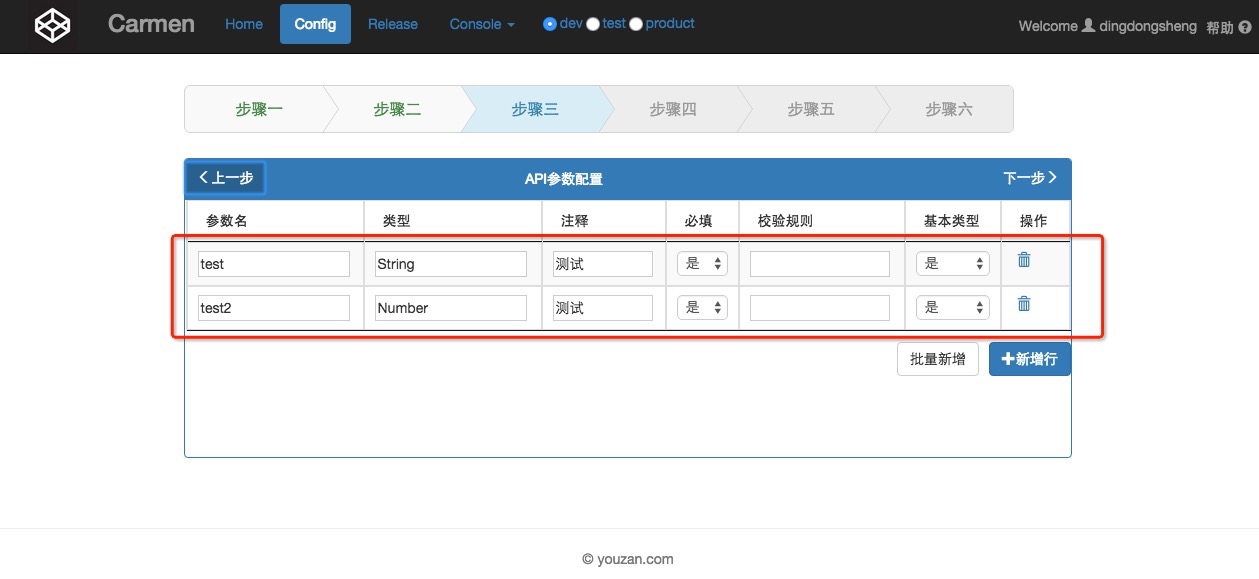 Carmen Home Config Release Console dev test product Welcome dingdongsheng 帮助
步骤一 步骤二 步骤三 步骤四 步骤五 步骤六
上一步 API参数配置 下一步
参数名 类型 注释 必填 校验规则 基本类型 操作
test String 测试 是 是
test2 Number 测试 是 是
批量新增 新增行
© youzan.com